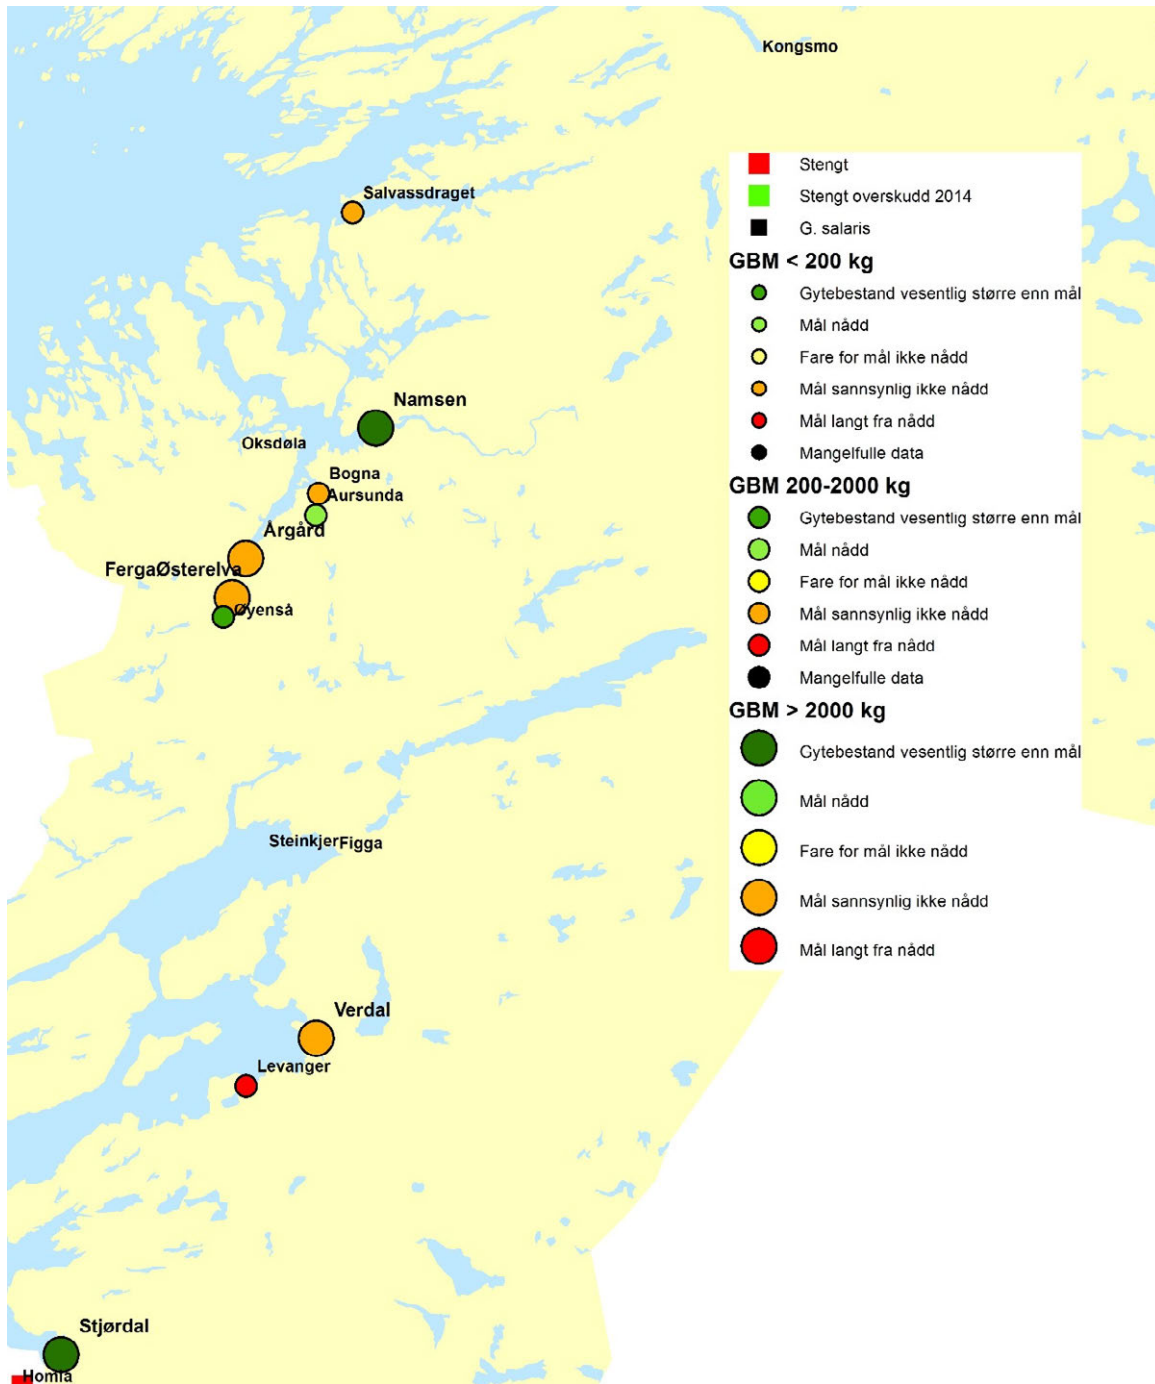 Kongsmo
Salvassdraget
Namsen
Oksdøla
Bogna
Aursunda
Årgård
FergaØsterelva
Øyenså
SteinkjerFigga
Verdal
Levanger
Stjørdal
Homla
Stengt
Stengt overskudd 2014
G. salaris
GBM < 200 kg
Gytebestand vesentlig større enn mål
Mål nådd
Fare for mål ikke nådd
Mål sannsynlig ikke nådd
Mål langt fra nådd
Mangelfulle data
GBM 200-2000 kg
Gytebestand vesentlig større enn mål
Mål nådd
Fare for mål ikke nådd
Mål sannsynlig ikke nådd
Mål langt fra nådd
Mangelfulle data
GBM > 2000 kg
Gytebestand vesentlig større enn mål
Mål nådd
Fare for mål ikke nådd
Mål sannsynlig ikke nådd
Mål langt fra nådd